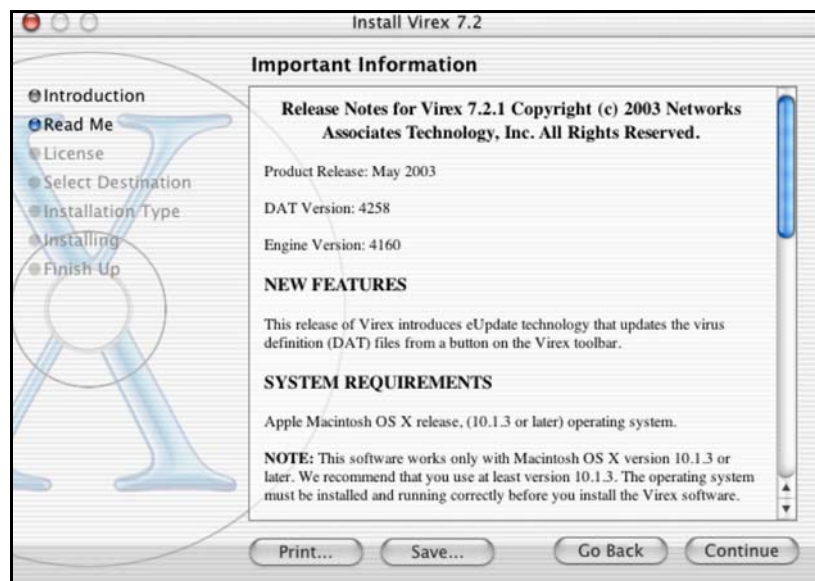 Install Virex 7.2
Important Information
Introduction
Read Me
License
Select Destination
Installation Type
Installing
Finish Up
Release Notes for Virex 7.2.1 Copyright (c) 2003 Networks
Associates Technology, Inc. All Rights Reserved.
Product Release: May 2003
DAT Version: 4258
Engine Version: 4160
NEW FEATURES
This release of Virex introduces eUpdate technology that updates the virus
definition (DAT) files from a button on the Virex toolbar.
SYSTEM REQUIREMENTS
Apple Macintosh OS X release, (10.1.3 or later) operating system.
NOTE: This software works only with Macintosh OS X version 10.1.3 or
later. We recommend that you use at least version 10.1.3. The operating system
must be installed and running correctly before you install the Virex software.
Print... Save... Go Back Continue